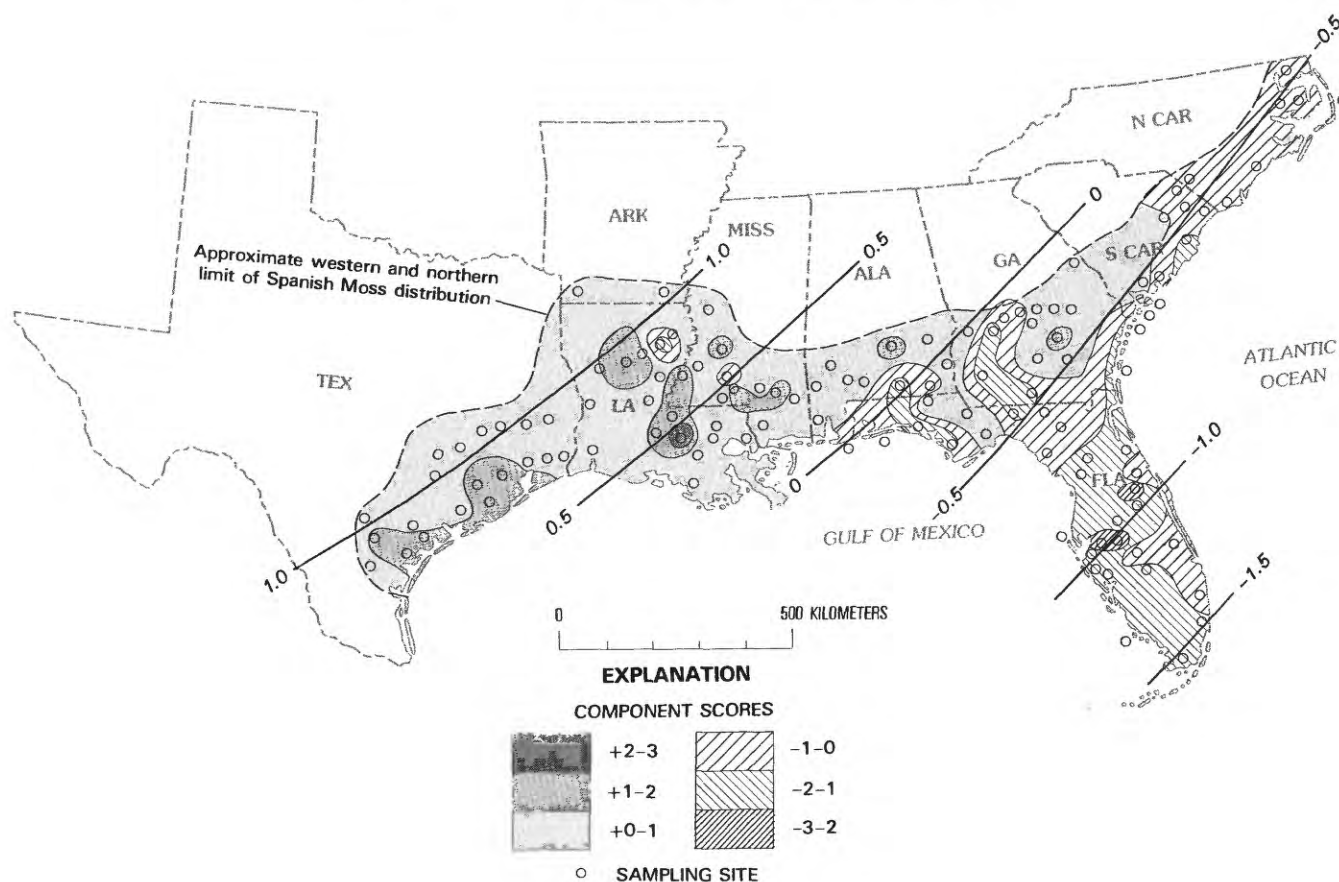 -0.5
N CAR
0
ARK
MISS
1.0
0.5
ALA
GA
S CAR
Approximate western and northern
limit of Spanish Moss distribution
TEX
LA
ATLANTIC
OCEAN
-1.0
0
-0.5
FLA
0.5
GULF OF MEXICO
1.0
-1.5
0
500 KILOMETERS
EXPLANATION
COMPONENT SCORES
+2-3
-1-0
+1-2
-2-1
+0-1
-3-2
SAMPLING SITE